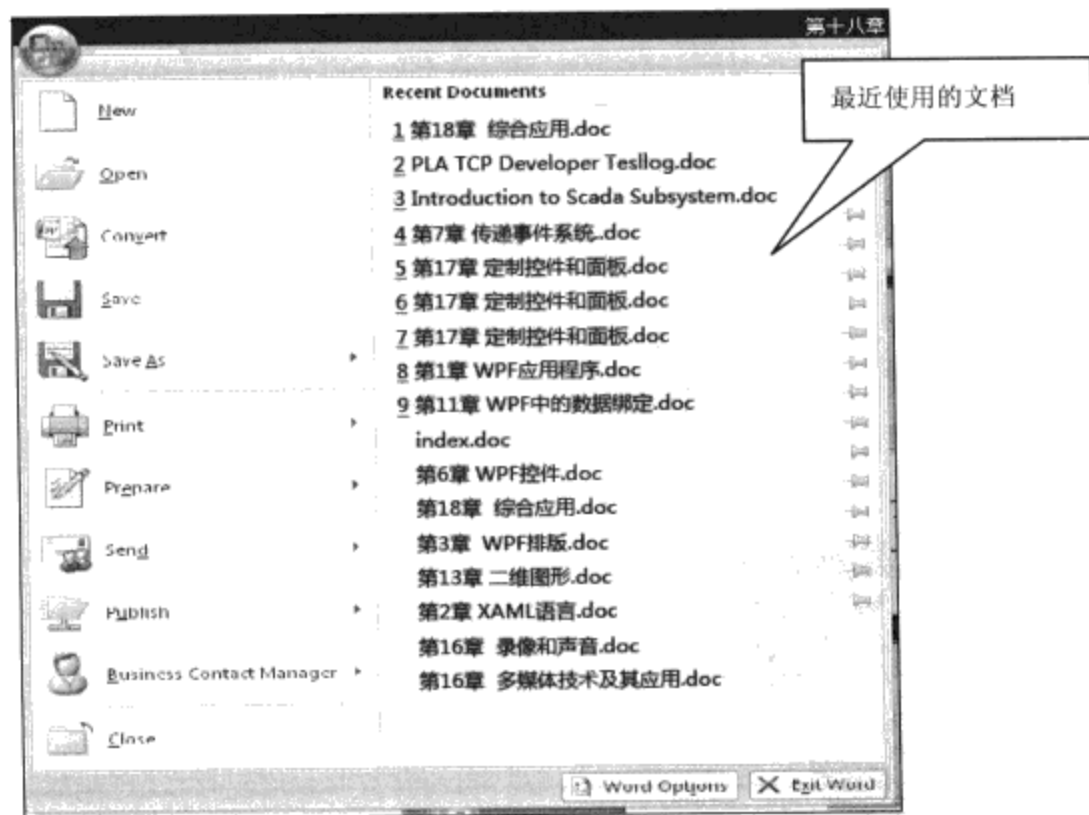 第十八章
最近使用的文档
New
Open
Convert
Save
Save As
Print
Prepare
Send
Publish
Business Contact Manager
Close
Recent Documents
1 第18章 综合应用.doc
2 PLA TCP Developer Tesllog.doc
3 Introduction to Scada Subsystem.doc
4 第7章 传递事件系统..doc
5 第17章 定制控件和面板.doc
6 第17章 定制控件和面板.doc
7 第17章 定制控件和面板.doc
8 第1章 WPF应用程序.doc
9 第11章 WPF中的数据绑定.doc
index.doc
第6章 WPF控件.doc
第18章 综合应用.doc
第3章 WPF排版.doc
第13章 二维图形.doc
第2章 XAML语言.doc
第16章 录像和声音.doc
第16章 多媒体技术及其应用.doc
Word Options
Exit Word